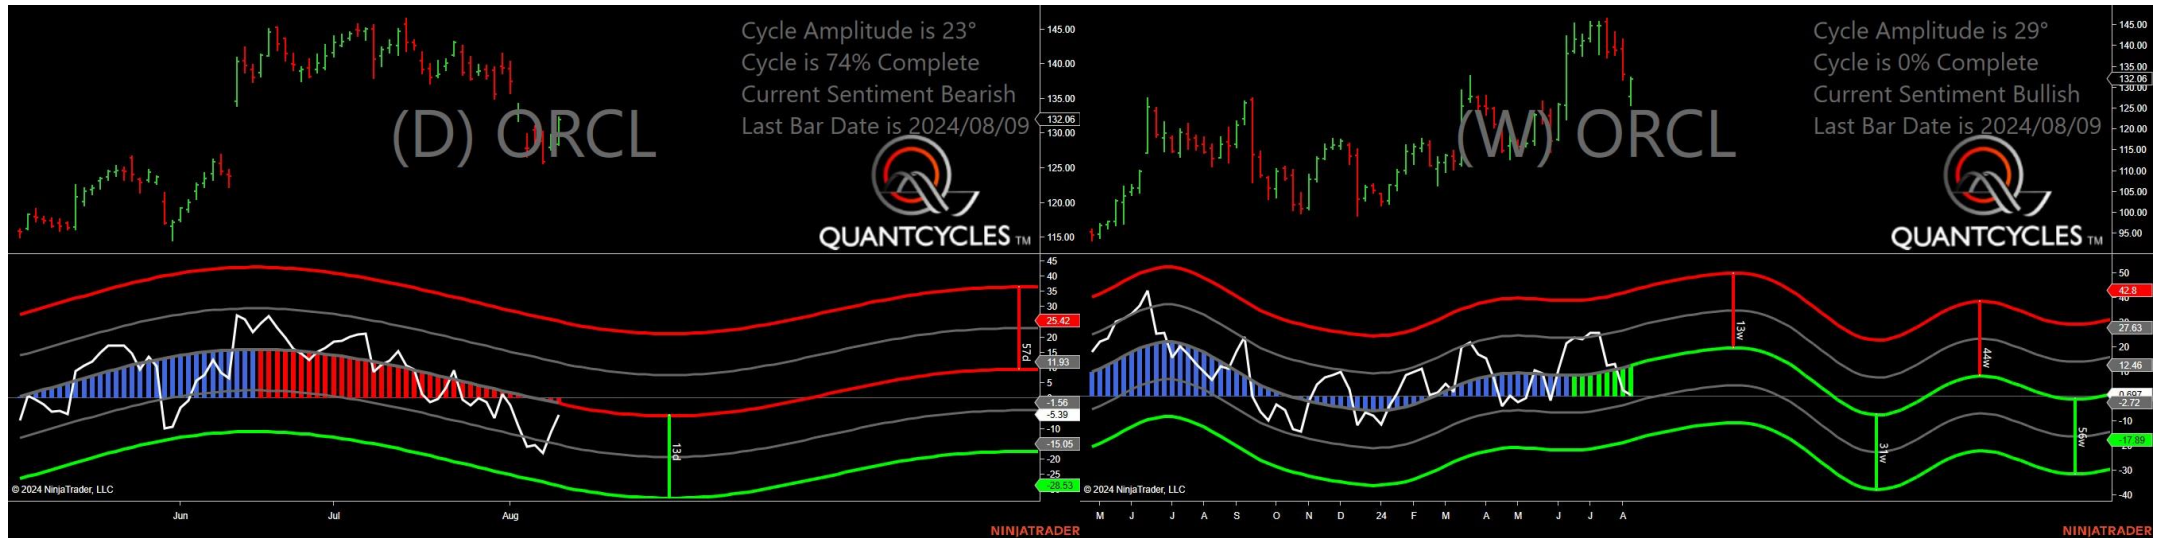 Cycle Amplitude is 23°
Cycle is 74% Complete
Current Sentiment Bearish
Last Bar Date is 2024/08/09
(D) ORCL
QUANTCYCLES TM
145.00
140.00
135.00
132.06
130.00
125.00
120.00
115.00
45
40
35
30
25.42
20
15
11.93
10
5
-1.56
-5.39
-10
-15.05
-20
-25
-28.53
57d
13d
© 2024 NinjaTrader, LLC
Jun Jul Aug
NINJATRADER
Cycle Amplitude is 29°
Cycle is 0% Complete
Current Sentiment Bullish
Last Bar Date is 2024/08/09
(W) ORCL
QUANTCYCLES TM
145.00
140.00
135.00
132.06
130.00
125.00
120.00
115.00
110.00
105.00
100.00
95.00
50
42.8
27.63
20
12.46
0.697
-2.72
-10
-17.89
-30
-40
13w
44w
31w
56w
© 2024 NinjaTrader, LLC
M J J A S O N D 24 F M A M J J A
NINJATRADER